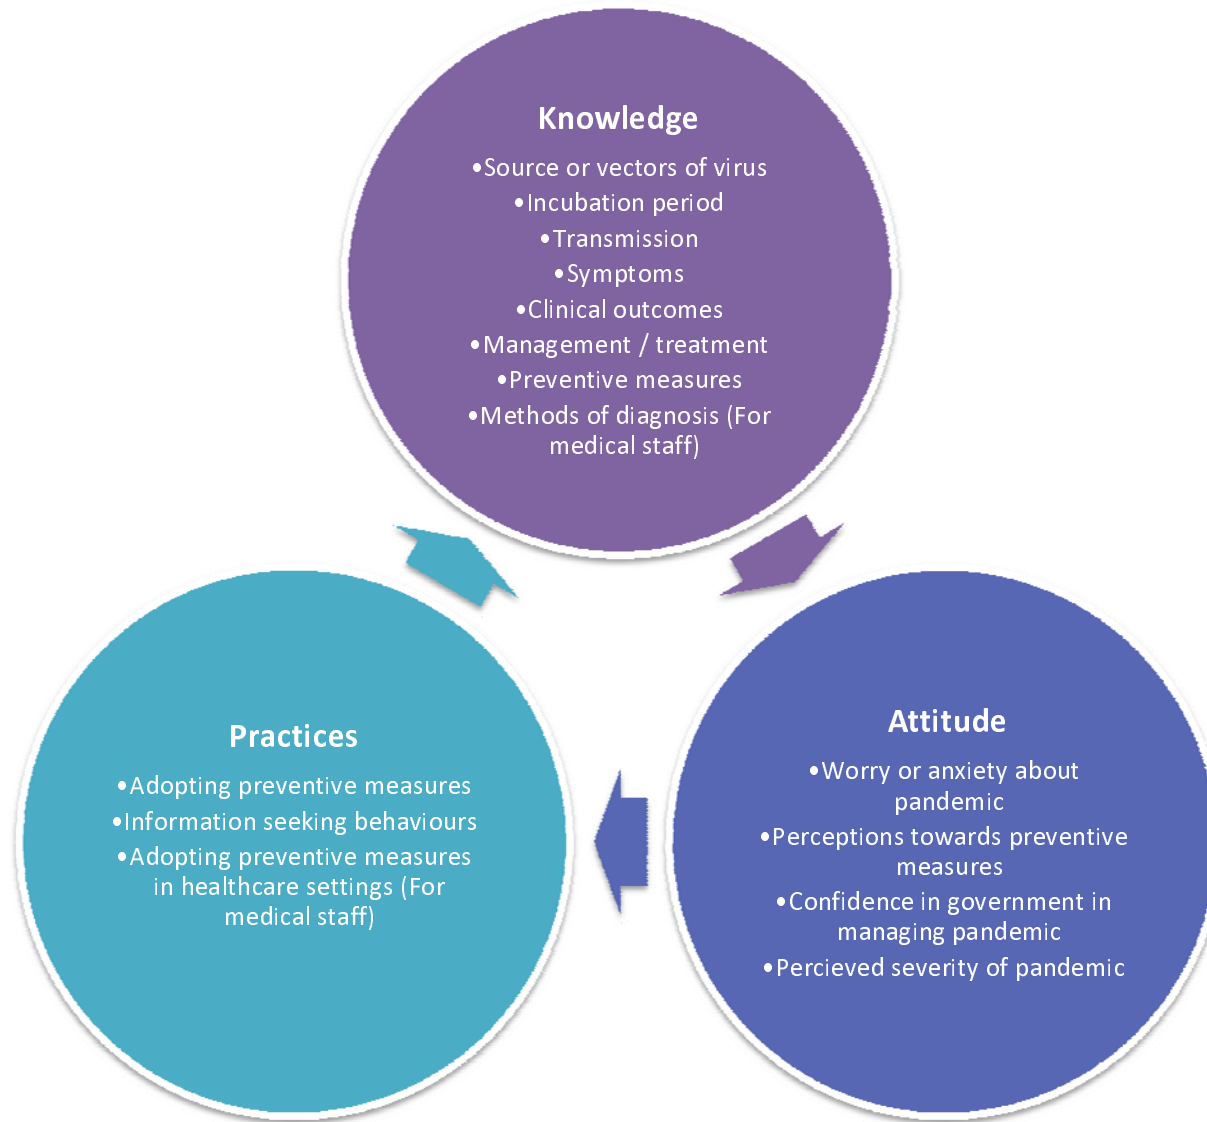 Knowledge
•Source or vectors of virus
•Incubation period
•Transmission
•Symptoms
•Clinical outcomes
•Management / treatment
•Preventive measures
•Methods of diagnosis (For
medical staff)
Practices
•Adopting preventive measures
•Information seeking behaviours
•Adopting preventive measures
in healthcare settings (For
medical staff)
Attitude
•Worry or anxiety about
pandemic
•Perceptions towards preventive
measures
•Confidence in government in
managing pandemic
•Percieved severity of pandemic